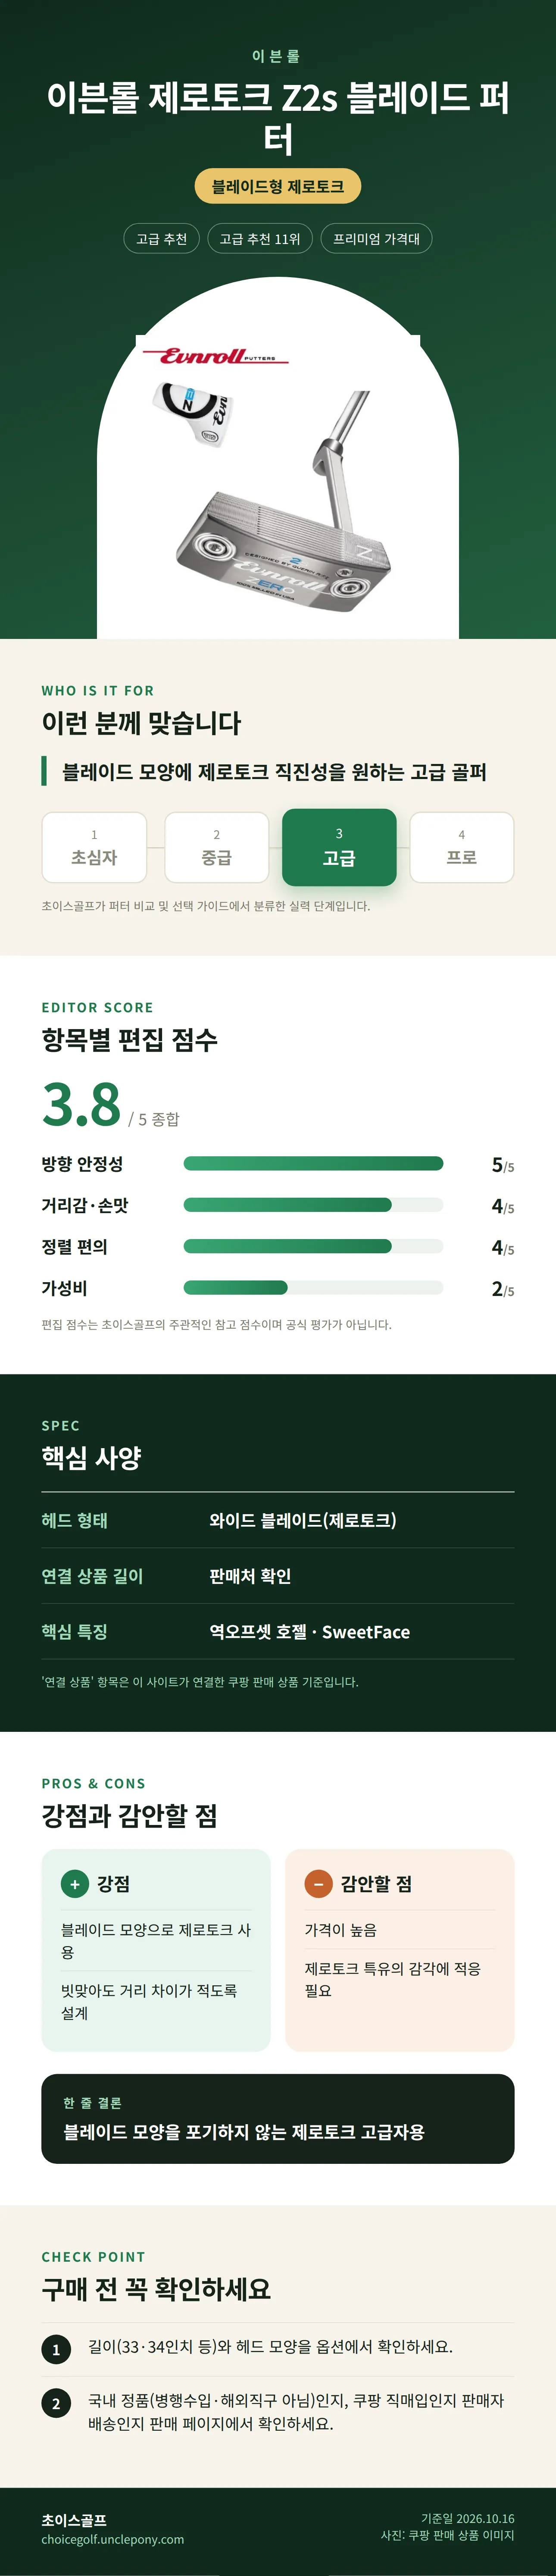 이븐롤
이븐롤 제로토크 Z2s 블레이드 퍼
터
블레이드형 제로토크
고급 추천
고급 추천 11위
프리미엄 가격대
Evnroll PUTTERS
N
Evn
DESIGNED BY GUERIN RIFE
2
Z
Evnroll
ZERO
100% MILLED IN USA
WHO IS IT FOR
이런 분께 맞습니다
블레이드 모양에 제로토크 직진성을 원하는 고급 골퍼
1
초심자
2
중급
3
고급
4
프로
초이스골프가 퍼터 비교 및 선택 가이드에서 분류한 실력 단계입니다.
EDITOR SCORE
항목별 편집 점수
3.8 / 5 종합
방향 안정성 5/5
거리감·손맛 4/5
정렬 편의 4/5
가성비 2/5
편집 점수는 초이스골프의 주관적인 참고 점수이며 공식 평가가 아닙니다.
SPEC
핵심 사양
헤드 형태 와이드 블레이드(제로토크)
연결 상품 길이 판매처 확인
핵심 특징 역오프셋 호젤 · SweetFace
'연결 상품' 항목은 이 사이트가 연결한 쿠팡 판매 상품 기준입니다.
PROS & CONS
강점과 감안할 점
+ 강점
블레이드 모양으로 제로토크 사
용
빗맞아도 거리 차이가 적도록
설계
− 감안할 점
가격이 높음
제로토크 특유의 감각에 적응
필요
한 줄 결론
블레이드 모양을 포기하지 않는 제로토크 고급자용
CHECK POINT
구매 전 꼭 확인하세요
1 길이(33·34인치 등)와 헤드 모양을 옵션에서 확인하세요.
2 국내 정품(병행수입·해외직구 아님)인지, 쿠팡 직매입인지 판매자
배송인지 판매 페이지에서 확인하세요.
초이스골프
choicegolf.unclepony.com
기준일 2026.10.16
사진: 쿠팡 판매 상품 이미지